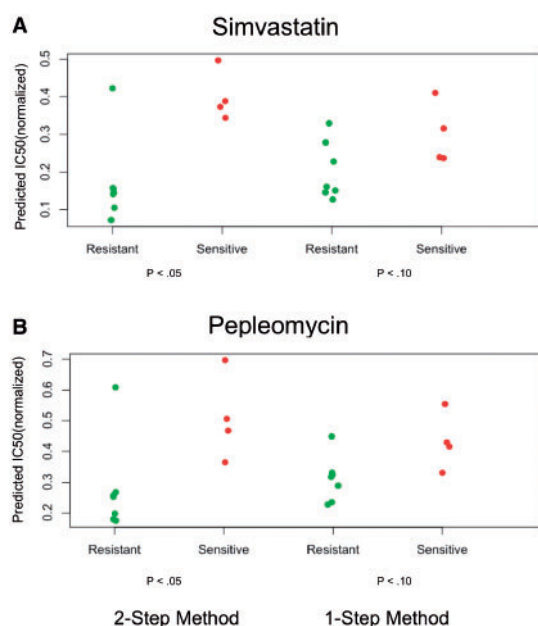 A
Simvastatin
Predicted IC50(normalized)
0.5
0.4
0.3
0.2
0.1
Resistant Sensitive Resistant Sensitive
P < .05 P < .10
B
Pepleomycin
Predicted IC50(normalized)
0.7
0.6
0.5
0.4
0.3
0.2
Resistant Sensitive Resistant Sensitive
P < .05 P < .10
2-Step Method 1-Step Method